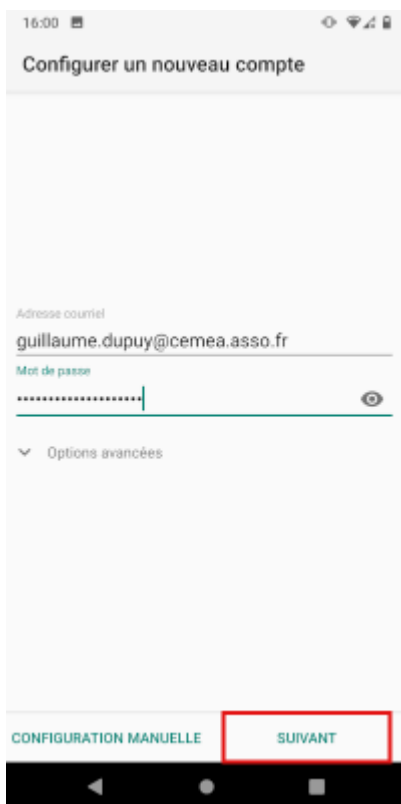 16:00
Configurer un nouveau compte
Adresse courriel
guillaume.dupuy@cemea.asso.fr
Mot de passe
••••••••••••••••••••
Options avancées
CONFIGURATION MANUELLE SUIVANT